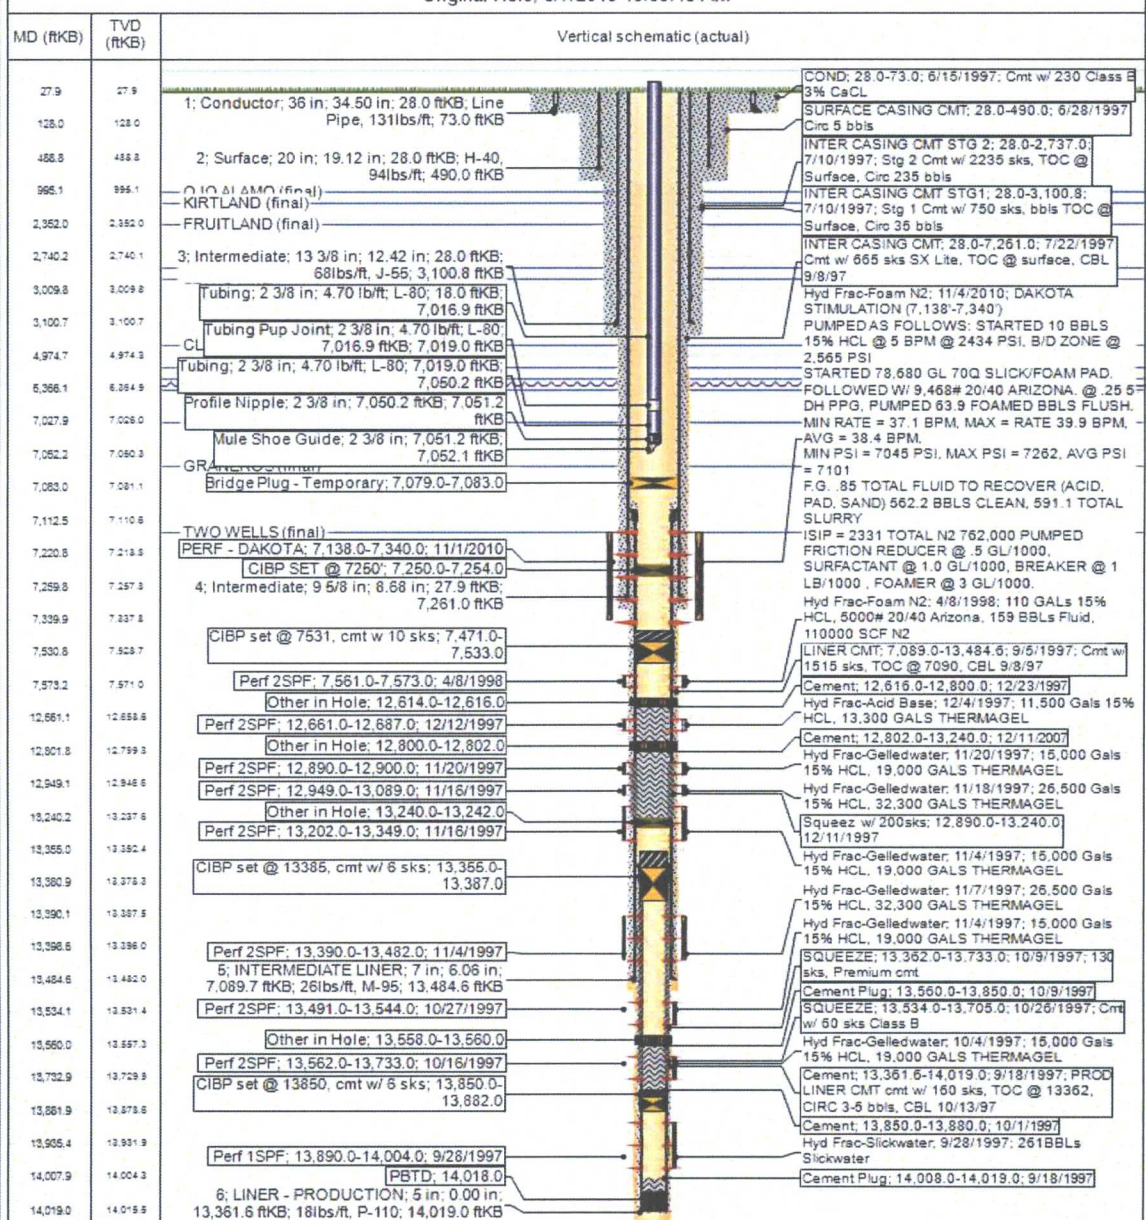 MD (ftKB)
TVD
(ftKB)
Vertical schematic (actual)
27.9 27.9
128.0 128.0
488.8 488.8
995.1 995.1
2,352.0 2,352.0
2,740.2 2,740.1
3,009.8 3,009.8
3,100.7 3,100.7
4,974.7 4,974.3
6,366.1 6,364.9
7,027.9 7,026.0
7,052.2 7,050.3
7,083.0 7,081.1
7,112.5 7,110.6
7,220.8 7,218.8
7,259.8 7,257.8
7,339.9 7,337.8
7,530.8 7,528.7
7,573.2 7,571.0
12,661.1 12,658.6
12,801.8 12,799.3
12,949.1 12,946.6
13,240.2 13,237.6
13,355.0 13,352.4
13,380.9 13,378.3
13,390.1 13,387.5
13,398.6 13,396.0
13,484.6 13,482.0
13,534.1 13,531.4
13,560.0 13,557.3
13,732.9 13,729.9
13,881.9 13,878.6
13,935.4 13,931.9
14,007.9 14,004.3
14,019.0 14,015.5
1; Conductor; 36 in; 34.50 in; 28.0 ftKB; Line
Pipe, 131lbs/ft; 73.0 ftKB
2; Surface; 20 in; 19.12 in; 28.0 ftKB; H-40,
94lbs/ft; 490.0 ftKB
OJO ALAMO (final)
KIRTLAND (final)
FRUITLAND (final)
3; Intermediate; 13 3/8 in; 12.42 in; 28.0 ftKB;
68lbs/ft, J-55; 3,100.8 ftKB
Tubing; 2 3/8 in; 4.70 lb/ft; L-80; 18.0 ftKB;
7,016.9 ftKB
Tubing Pup Joint; 2 3/8 in; 4.70 lb/ft; L-80;
7,016.9 ftKB; 7,019.0 ftKB
CL
Tubing; 2 3/8 in; 4.70 lb/ft; L-80; 7,019.0 ftKB;
7,050.2 ftKB
Profile Nipple; 2 3/8 in; 7,050.2 ftKB; 7,051.2
ftKB
Mule Shoe Guide; 2 3/8 in; 7,051.2 ftKB;
7,052.1 ftKB
GRANEROS (final)
Bridge Plug - Temporary; 7,079.0-7,083.0
TWO WELLS (final)
PERF - DAKOTA; 7,138.0-7,340.0; 11/1/2010
CIBP SET @ 7250'; 7,250.0-7,254.0
4; Intermediate; 9 5/8 in; 8.68 in; 27.9 ftKB;
7,261.0 ftKB
CIBP set @ 7531, cmt w 10 sks; 7,471.0-
7,533.0
Perf 2SPF; 7,561.0-7,573.0; 4/8/1998
Other in Hole; 12,614.0-12,616.0
Perf 2SPF; 12,661.0-12,687.0; 12/12/1997
Other in Hole; 12,800.0-12,802.0
Perf 2SPF; 12,890.0-12,900.0; 11/20/1997
Perf 2SPF; 12,949.0-13,089.0; 11/16/1997
Other in Hole; 13,240.0-13,242.0
Perf 2SPF; 13,202.0-13,349.0; 11/16/1997
CIBP set @ 13385, cmt w/ 6 sks; 13,355.0-
13,387.0
Perf 2SPF; 13,390.0-13,482.0; 11/4/1997
5; INTERMEDIATE LINER; 7 in; 6.06 in;
7,089.7 ftKB; 26lbs/ft, M-95; 13,484.6 ftKB
Perf 2SPF; 13,491.0-13,544.0; 10/27/1997
Other in Hole; 13,558.0-13,560.0
Perf 2SPF; 13,562.0-13,733.0; 10/16/1997
CIBP set @ 13850, cmt w/ 6 sks; 13,850.0-
13,882.0
Perf 1SPF; 13,890.0-14,004.0; 9/28/1997
PBTD; 14,018.0
6; LINER - PRODUCTION; 5 in; 0.00 in;
13,361.6 ftKB; 18lbs/ft, P-110; 14,019.0 ftKB
COND; 28.0-73.0; 6/15/1997; Cmt w/ 230 Class B
3% CaCL
SURFACE CASING CMT; 28.0-490.0; 6/28/1997
Circ 5 bbls
INTER CASING CMT STG 2; 28.0-2,737.0;
7/10/1997; Stg 2 Cmt w/ 2235 sks, TOC @
Surface, Circ 235 bbls
INTER CASING CMT STG1; 28.0-3,100.8;
7/10/1997; Stg 1 Cmt w/ 750 sks, bbls TOC @
Surface, Circ 35 bbls
INTER CASING CMT; 28.0-7,261.0; 7/22/1997
Cmt w/ 665 sks SX Lite, TOC @ surface, CBL
9/8/97
Hyd Frac-Foam N2; 11/4/2010; DAKOTA
STIMULATION (7,138'-7,340')
PUMPED AS FOLLOWS: STARTED 10 BBLS
15% HCL @ 5 BPM @ 2434 PSI. B/D ZONE @
2,565 PSI
STARTED 78,680 GL 70Q SLICK/FOAM PAD.
FOLLOWED W/ 9,468# 20/40 ARIZONA. @ .25 5
DH PPG, PUMPED 63.9 FOAMED BBLS FLUSH.
MIN RATE = 37.1 BPM, MAX = RATE 39.9 BPM,
AVG = 38.4 BPM.
MIN PSI = 7045 PSI, MAX PSI = 7262, AVG PSI
= 7101
F.G. .85 TOTAL FLUID TO RECOVER (ACID,
PAD, SAND) 562.2 BBLS CLEAN, 591.1 TOTAL
SLURRY
ISIP = 2331 TOTAL N2 762,000 PUMPED
FRICTION REDUCER @ .5 GL/1000,
SURFACTANT @ 1.0 GL/1000, BREAKER @ 1
LB/1000 , FOAMER @ 3 GL/1000.
Hyd Frac-Foam N2; 4/8/1998; 110 GALs 15%
HCL, 5000# 20/40 Arizona, 159 BBLs Fluid,
110000 SCF N2
LINER CMT; 7,089.0-13,484.6; 9/5/1997; Cmt w/
1515 sks, TOC @ 7090, CBL 9/8/97
Cement; 12,616.0-12,800.0; 12/23/1997
Hyd Frac-Acid Base; 12/4/1997; 11,500 Gals 15%
HCL, 13,300 GALS THERMAGEL
Cement; 12,802.0-13,240.0; 12/11/2007
Hyd Frac-Gelledwater; 11/20/1997; 15,000 Gals
15% HCL, 19,000 GALS THERMAGEL
Hyd Frac-Gelledwater; 11/18/1997; 26,500 Gals
15% HCL, 32,300 GALS THERMAGEL
Squeez w/ 200sks; 12,890.0-13,240.0;
12/11/1997
Hyd Frac-Gelledwater; 11/4/1997; 15,000 Gals
15% HCL, 19,000 GALS THERMAGEL
Hyd Frac-Gelledwater; 11/7/1997; 26,500 Gals
15% HCL, 32,300 GALS THERMAGEL
Hyd Frac-Gelledwater; 11/4/1997; 15,000 Gals
15% HCL, 19,000 GALS THERMAGEL
SQUEEZE; 13,362.0-13,733.0; 10/9/1997; 130
sks, Premium cmt
Cement Plug; 13,560.0-13,850.0; 10/9/1997
SQUEEZE; 13,534.0-13,705.0; 10/26/1997; Cmt
w/ 50 sks Class B
Hyd Frac-Gelledwater; 10/4/1997; 15,000 Gals
15% HCL, 19,000 GALS THERMAGEL
Cement; 13,361.6-14,019.0; 9/18/1997; PROD
LINER CMT cmt w/ 160 sks, TOC @ 13362,
CIRC 3-5 bbls, CBL 10/13/97
Cement; 13,850.0-13,880.0; 10/1/1997
Hyd Frac-Slickwater; 9/28/1997; 261BBLs
Slickwater
Cement Plug; 14,008.0-14,019.0; 9/18/1997